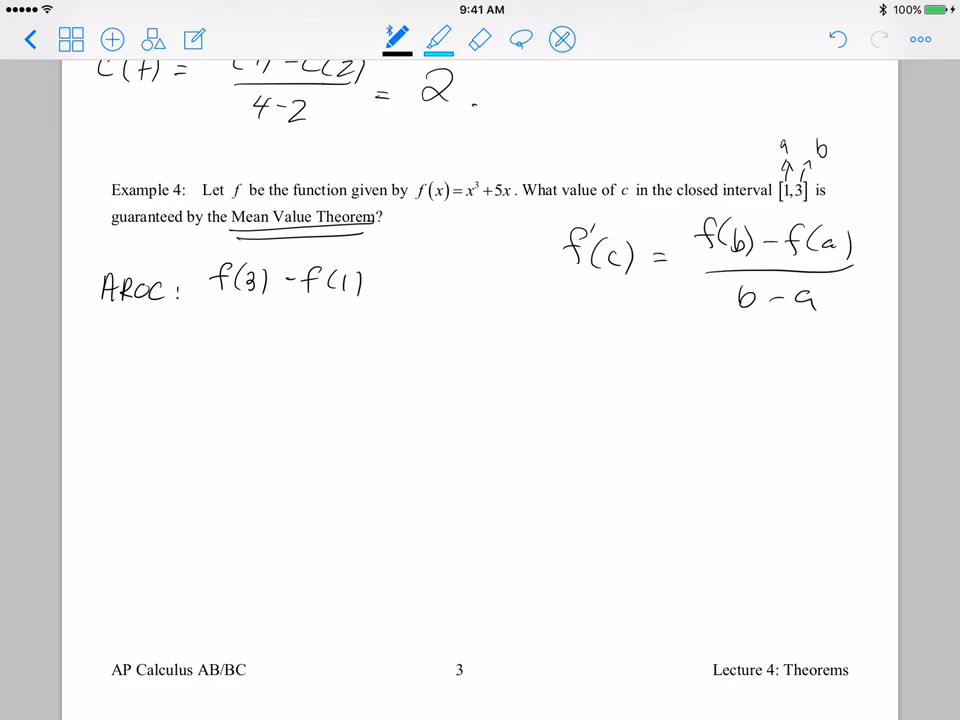 9:41 AM
100%
4-2
= 2.
a b
Example 4: Let f be the function given by f(x) = x³ + 5x. What value of c in the closed interval [1,3] is
guaranteed by the Mean Value Theorem?
f'(c) = f(b) - f(a)
b - a
AROC: f(3) - f(1)
AP Calculus AB/BC
3
Lecture 4: Theorems